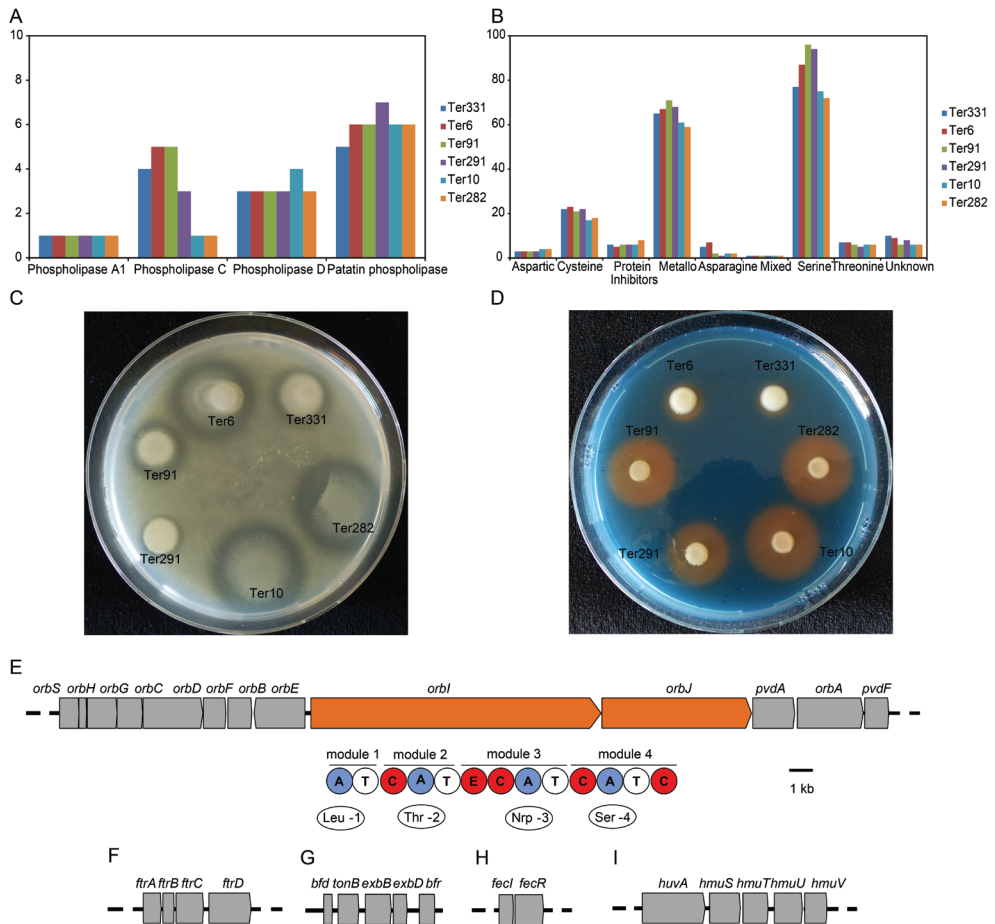 A
10
8
6
4
2
0
Phospholipase A1 Phospholipase C Phospholipase D Patatin phospholipase
Ter331
Ter6
Ter91
Ter291
Ter10
Ter282
B
100
80
60
40
20
0
Aspartic Cysteine Protein Metallo Asparagine Mixed Serine Threonine Unknown
Inhibitors
Ter331
Ter6
Ter91
Ter291
Ter10
Ter282
C
Ter6
Ter331
Ter91
Ter282
Ter291
Ter10
D
Ter6 Ter331
Ter91 Ter282
Ter291 Ter10
E
orbS orbH orbG orbC orbD orbF orbB orbE orbI orbJ pvdA orbA pvdF
module 1 module 2 module 3 module 4
A T C A T E C A T C A T C
Leu -1 Thr -2 Nrp -3 Ser -4
1 kb
F
ftrA ftrB ftrC ftrD
G
bfd tonB exbB exbD bfr
H
fecI fecR
I
huvA hmuS hmuT hmuU hmuV